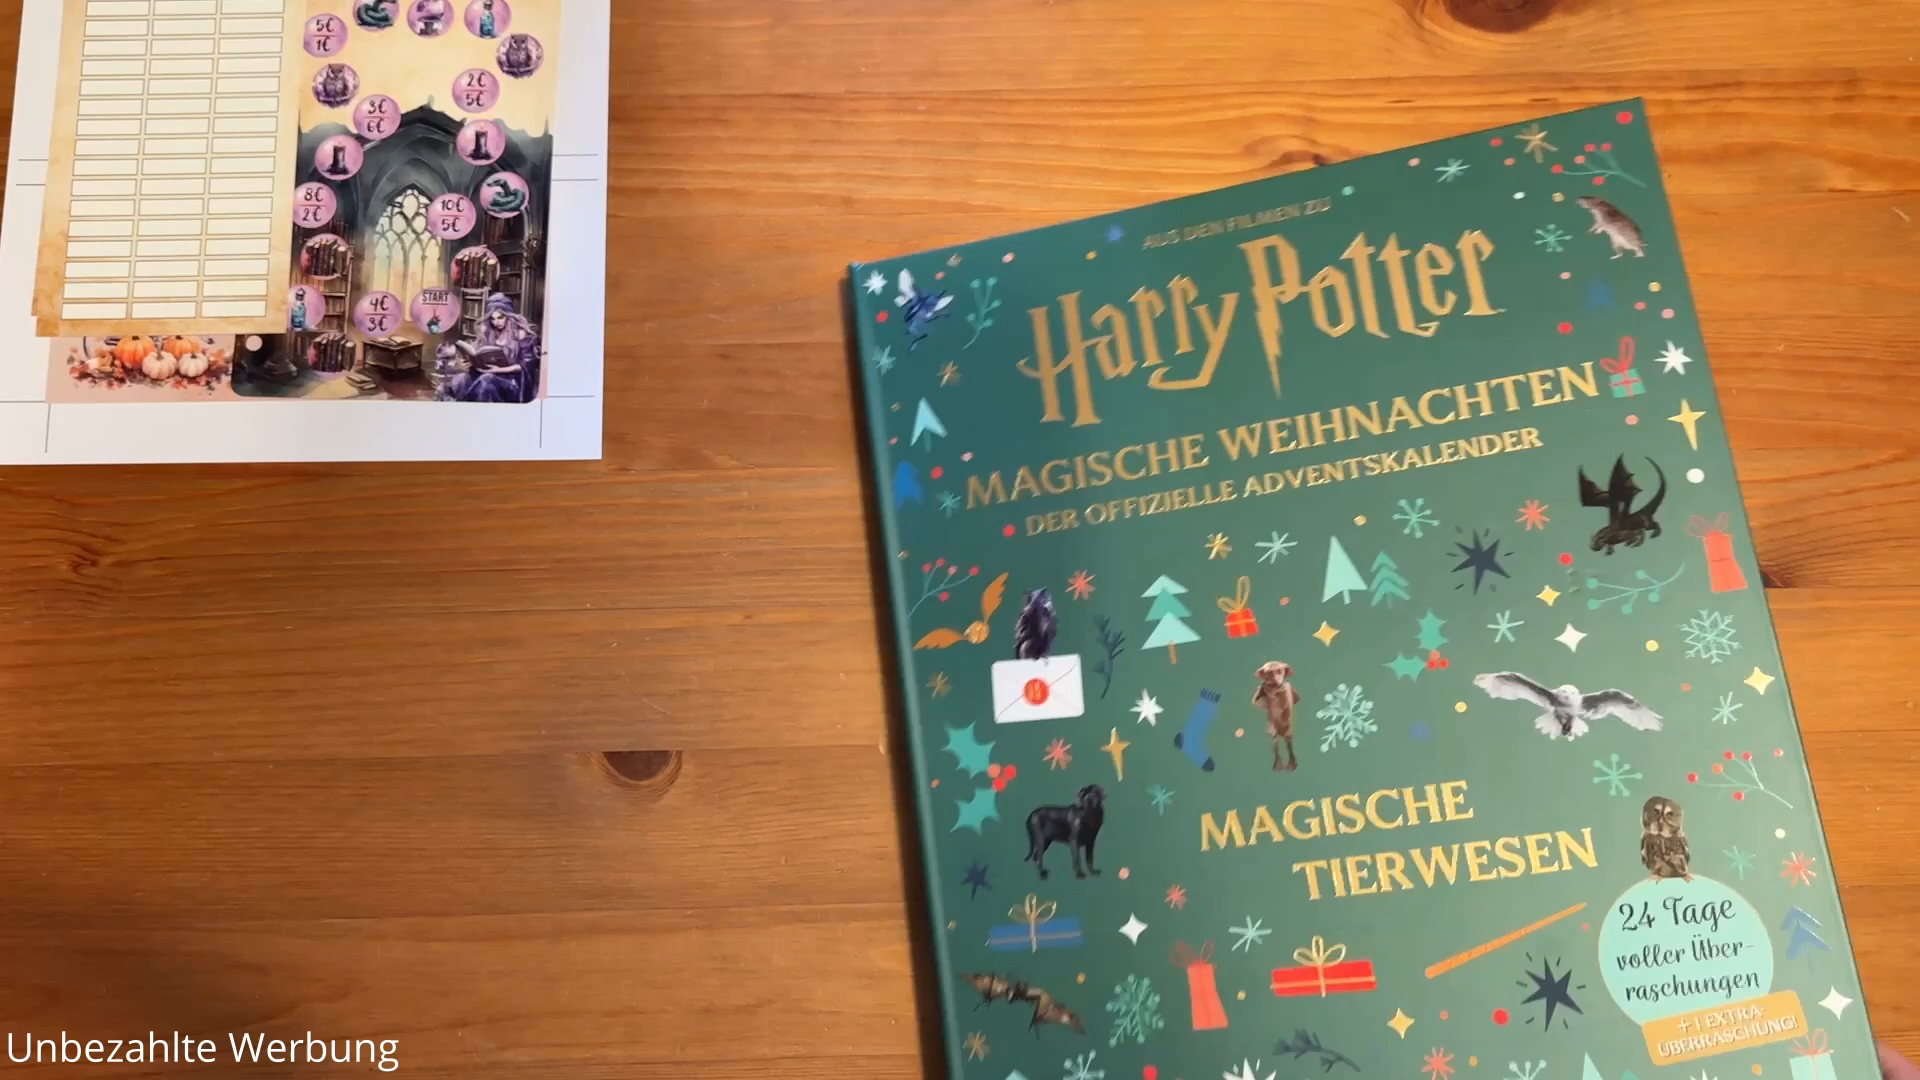 5€
1€
2€
5€
3€
6€
8€
2€
10€
5€
4€
3€
START
AUS DEN FILMEN ZU
Harry Potter
MAGISCHE WEIHNACHTEN
DER OFFIZIELLE ADVENTSKALENDER
MAGISCHE
TIERWESEN
24 Tage
voller Über-
raschungen
+ 1 EXTRA-
ÜBERRASCHUNG!
Unbezahlte Werbung